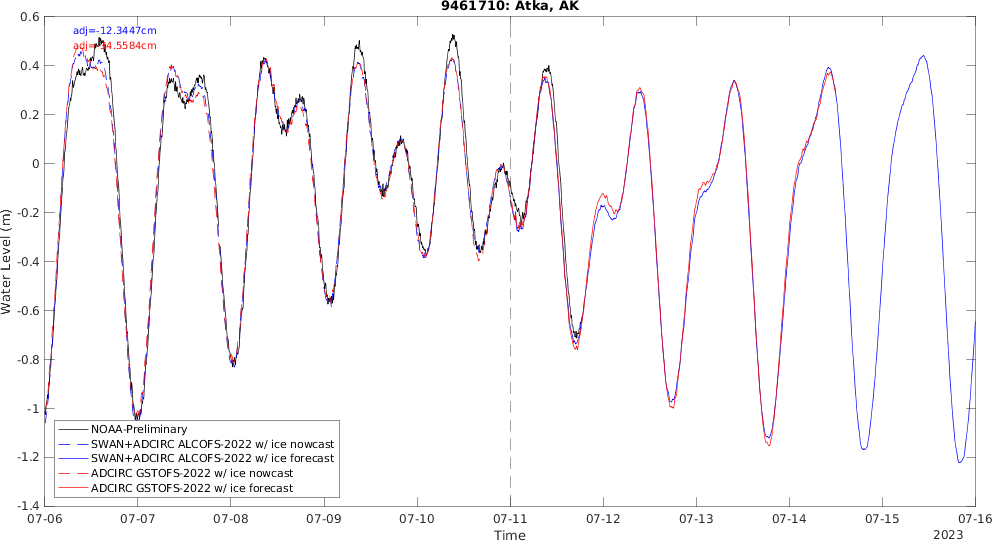 9461710: Atka, AK
adj=-12.3447cm
adj=-14.5584cm
Water Level (m)
0.6
0.4
0.2
0
-0.2
-0.4
-0.6
-0.8
-1
-1.2
-1.4
NOAA-Preliminary
SWAN+ADCIRC ALCOFS-2022 w/ ice nowcast
SWAN+ADCIRC ALCOFS-2022 w/ ice forecast
ADCIRC GSTOFS-2022 w/ ice nowcast
ADCIRC GSTOFS-2022 w/ ice forecast
07-06 07-07 07-08 07-09 07-10 07-11 07-12 07-13 07-14 07-15 07-16
Time
2023